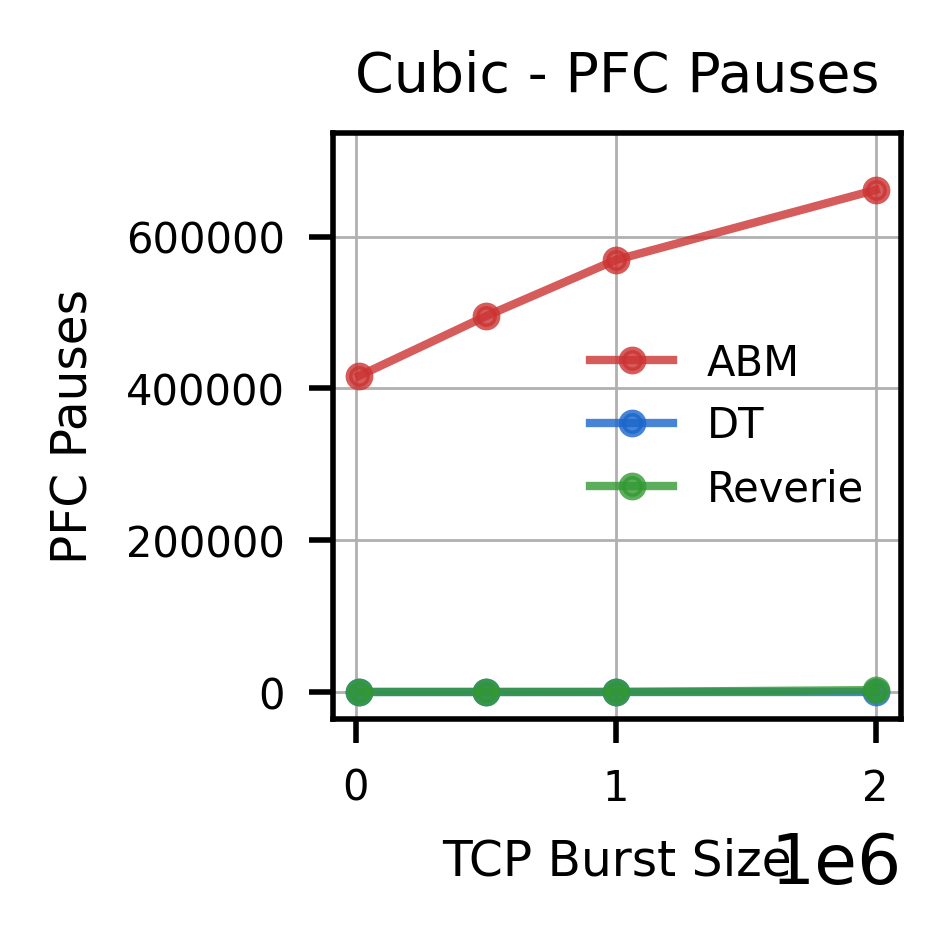 Cubic - PFC Pauses
PFC Pauses
600000
400000
200000
0
ABM
DT
Reverie
0 1 2
TCP Burst Size
1e6